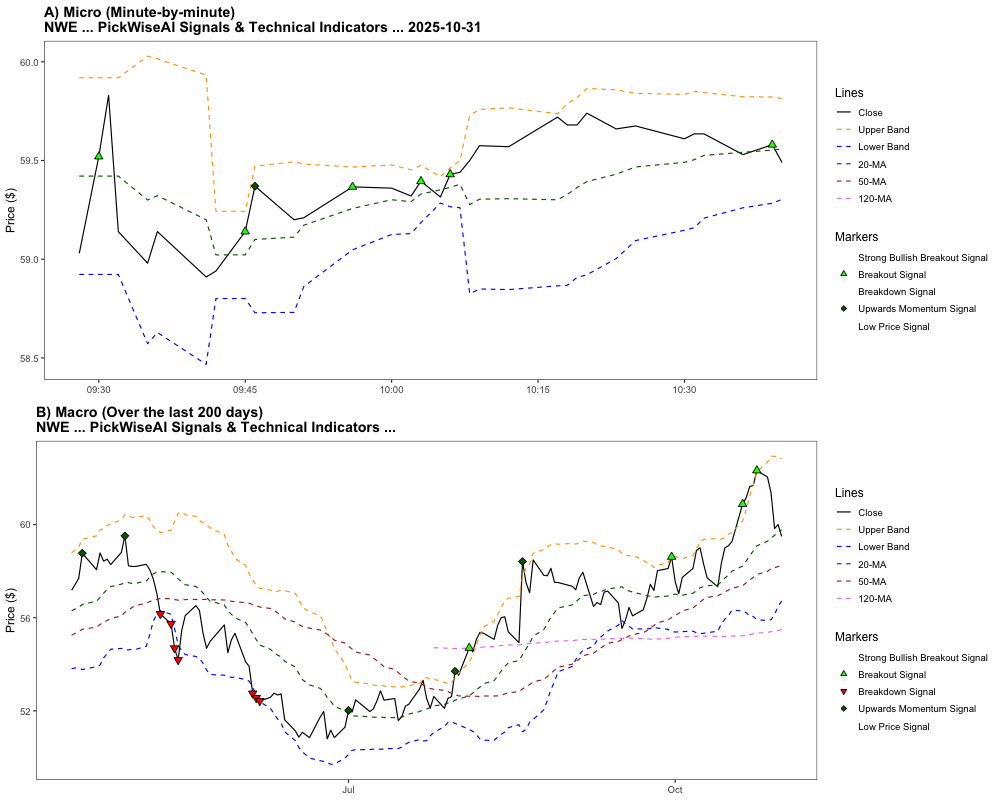 A) Micro (Minute-by-minute)
NWE ... PickWiseAI Signals & Technical Indicators ... 2025-10-31
Price ($)
60.0
59.5
59.0
58.5
09:30
09:45
10:00
10:15
10:30
Lines
Close
Upper Band
Lower Band
20-MA
50-MA
120-MA
Markers
Strong Bullish Breakout Signal
Breakout Signal
Breakdown Signal
Upwards Momentum Signal
Low Price Signal
B) Macro (Over the last 200 days)
NWE ... PickWiseAI Signals & Technical Indicators ...
Price ($)
60
56
52
Jul
Oct
Lines
Close
Upper Band
Lower Band
20-MA
50-MA
120-MA
Markers
Strong Bullish Breakout Signal
Breakout Signal
Breakdown Signal
Upwards Momentum Signal
Low Price Signal